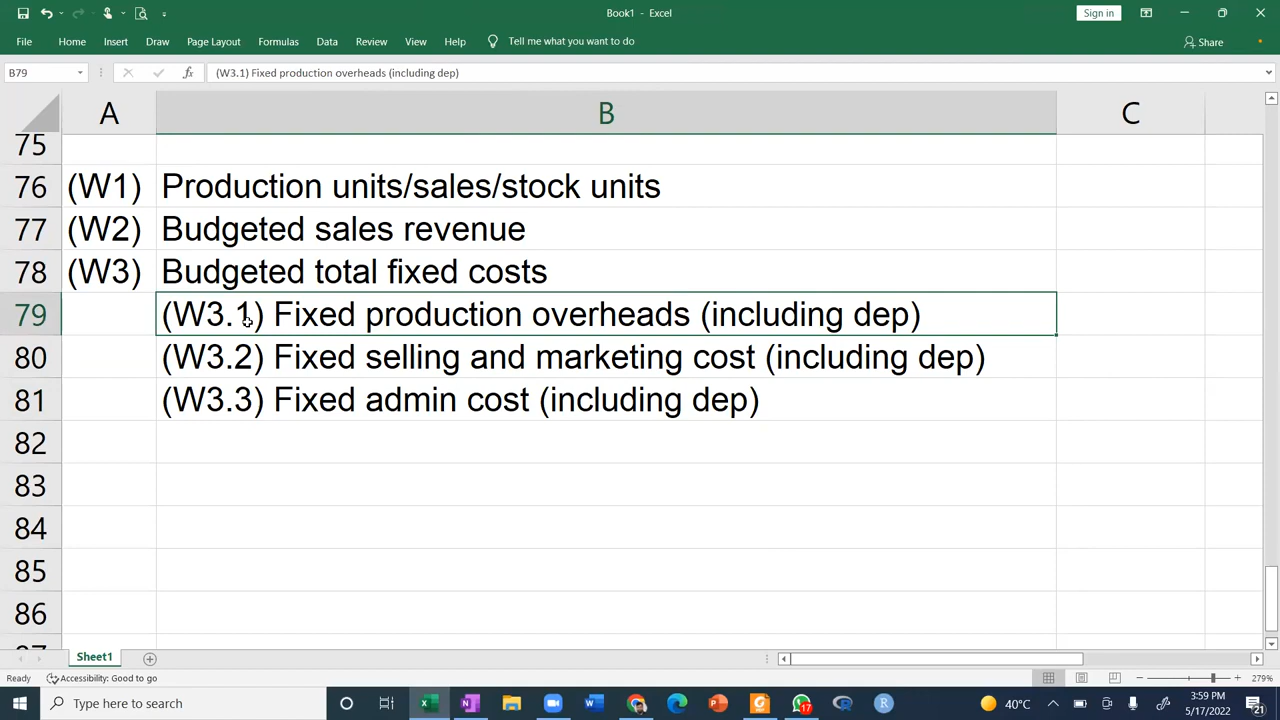 Book1 - Excel
Sign in
File Home Insert Draw Page Layout Formulas Data Review View Help Tell me what you want to do Share
B79 fx (W3.1) Fixed production overheads (including dep)
A B C
75
76 (W1) Production units/sales/stock units
77 (W2) Budgeted sales revenue
78 (W3) Budgeted total fixed costs
79 (W3.1) Fixed production overheads (including dep)
80 (W3.2) Fixed selling and marketing cost (including dep)
81 (W3.3) Fixed admin cost (including dep)
82
83
84
85
86
Sheet1
Ready Accessibility: Good to go 279%
Type here to search 17 40°C 3:59 PM
5/17/2022 21